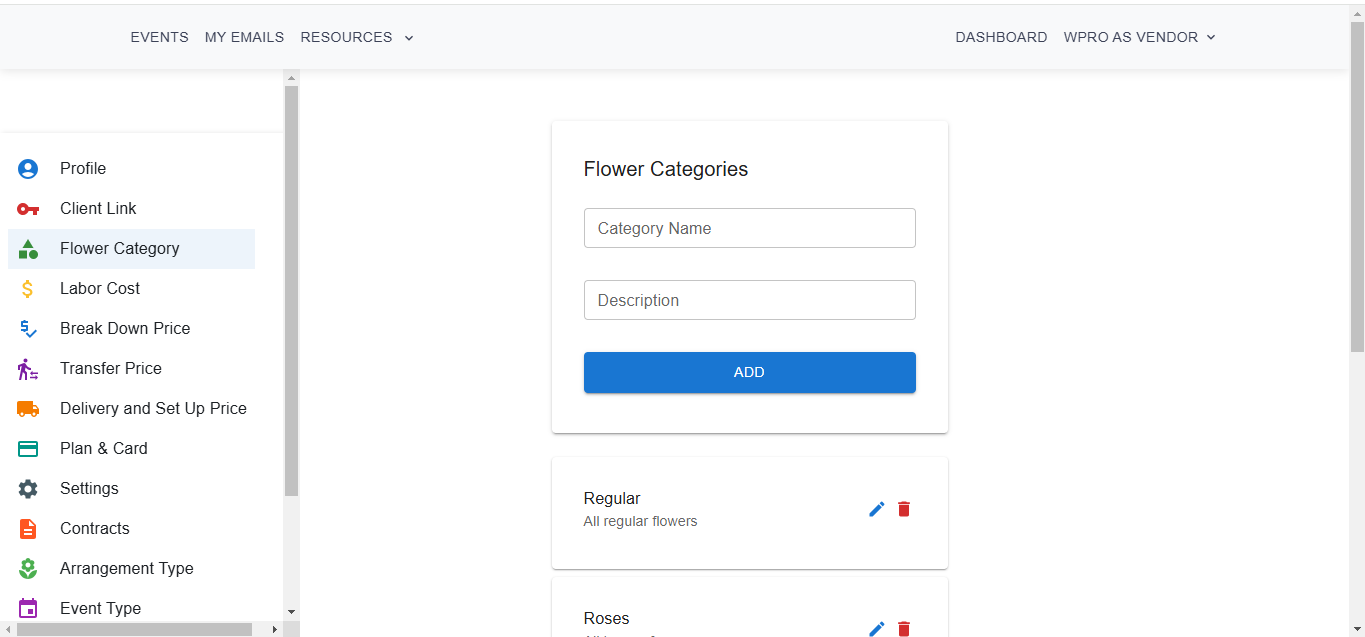 EVENTS MY EMAILS RESOURCES DASHBOARD WPRO AS VENDOR
Profile
Client Link
Flower Category
Labor Cost
Break Down Price
Transfer Price
Delivery and Set Up Price
Plan & Card
Settings
Contracts
Arrangement Type
Event Type
Flower Categories
Category Name
Description
ADD
Regular
All regular flowers
Roses